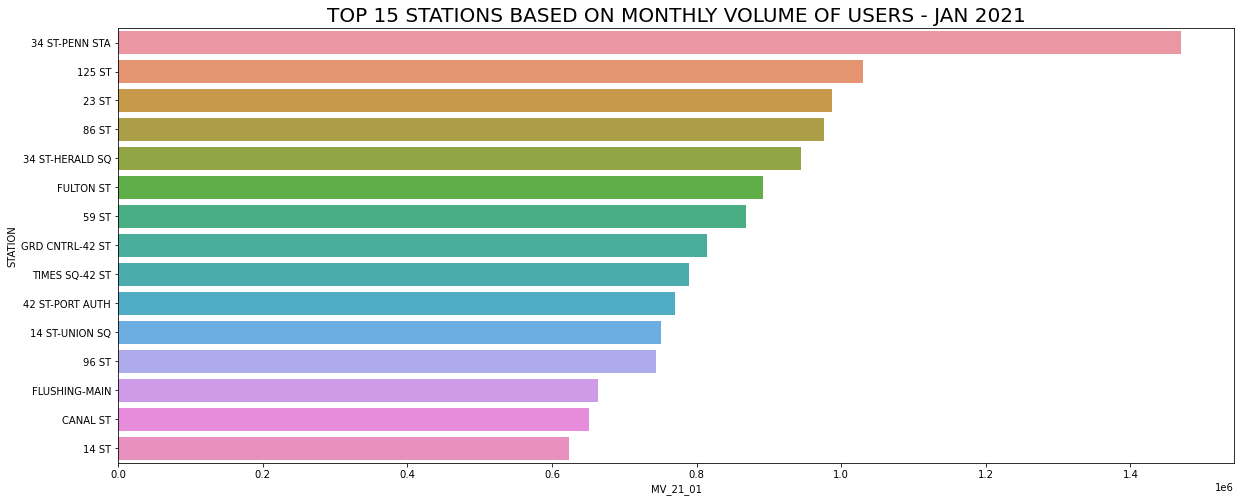 TOP 15 STATIONS BASED ON MONTHLY VOLUME OF USERS - JAN 2021
STATION
34 ST-PENN STA
125 ST
23 ST
86 ST
34 ST-HERALD SQ
FULTON ST
59 ST
GRD CNTRL-42 ST
TIMES SQ-42 ST
42 ST-PORT AUTH
14 ST-UNION SQ
96 ST
FLUSHING-MAIN
CANAL ST
14 ST
0.0 0.2 0.4 0.6 0.8 1.0 1.2 1.4
1e6
MV_21_01